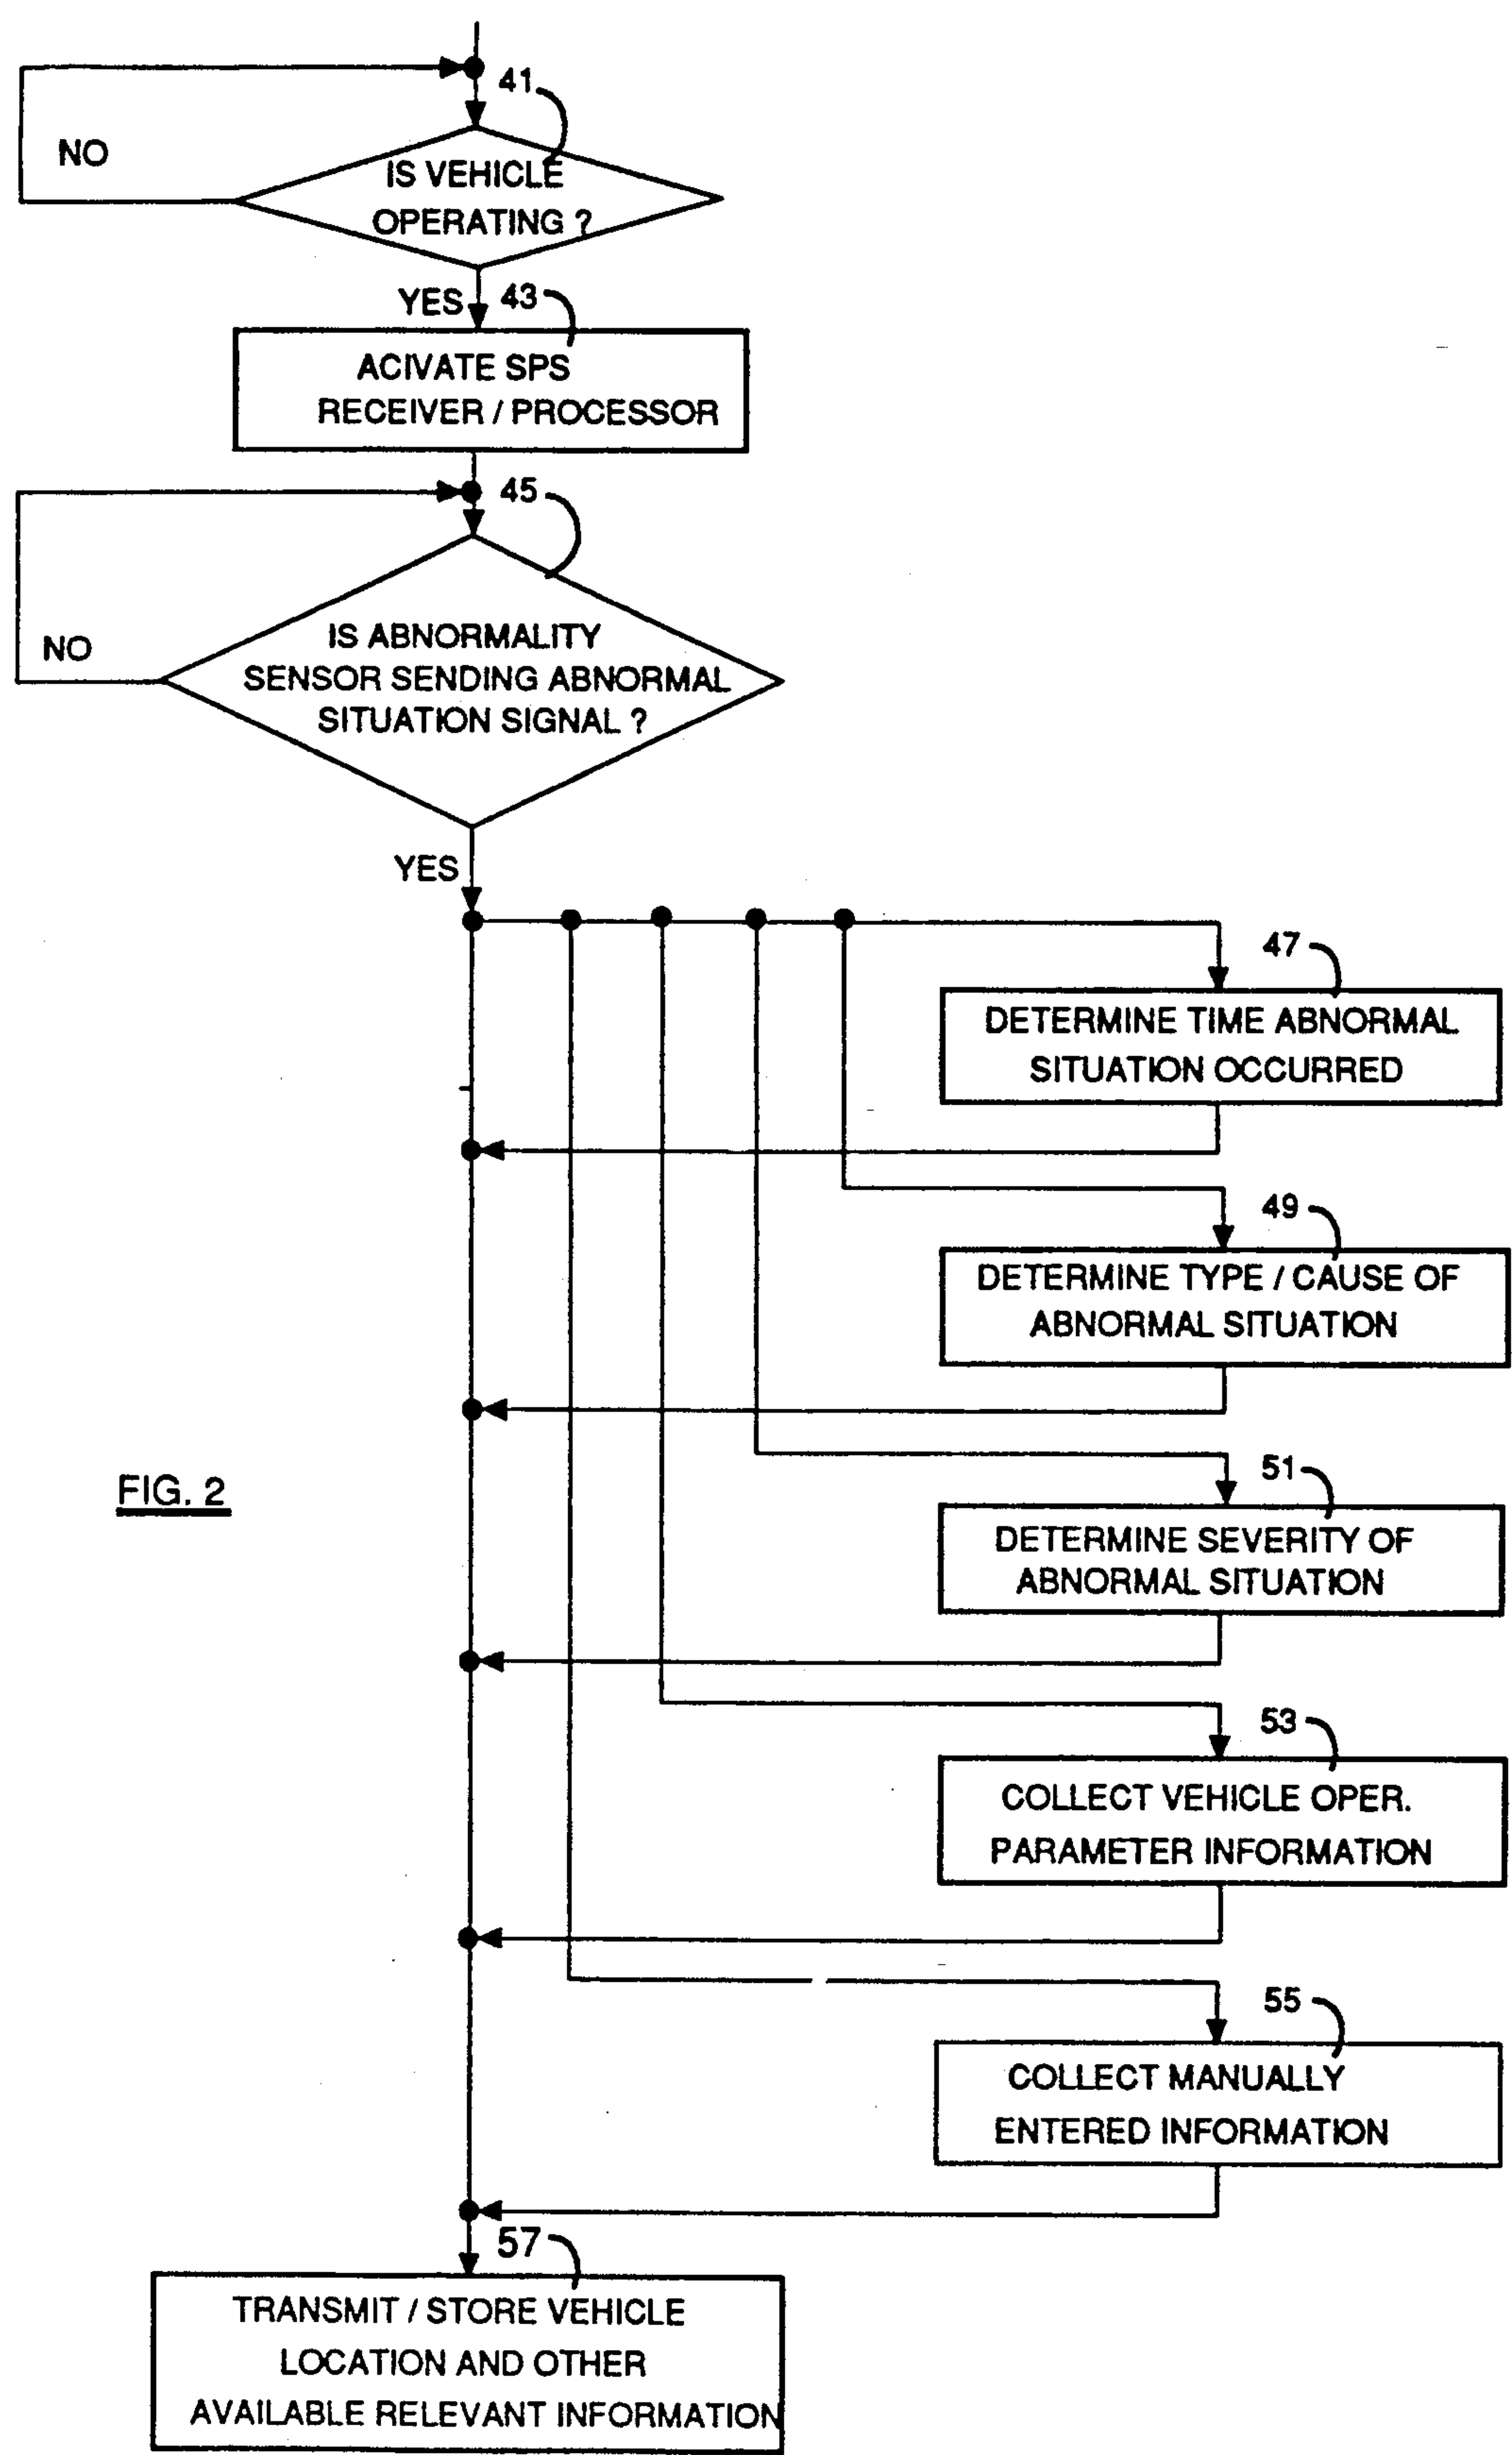 41
NO
IS VEHICLE
OPERATING ?
YES
43
ACIVATE SPS
RECEIVER / PROCESSOR
45
NO
IS ABNORMALITY
SENSOR SENDING ABNORMAL
SITUATION SIGNAL ?
YES
47
DETERMINE TIME ABNORMAL
SITUATION OCCURRED
49
DETERMINE TYPE / CAUSE OF
ABNORMAL SITUATION
FIG. 2
51
DETERMINE SEVERITY OF
ABNORMAL SITUATION
53
COLLECT VEHICLE OPER.
PARAMETER INFORMATION
55
COLLECT MANUALLY
ENTERED INFORMATION
57
TRANSMIT / STORE VEHICLE
LOCATION AND OTHER
AVAILABLE RELEVANT INFORMATION